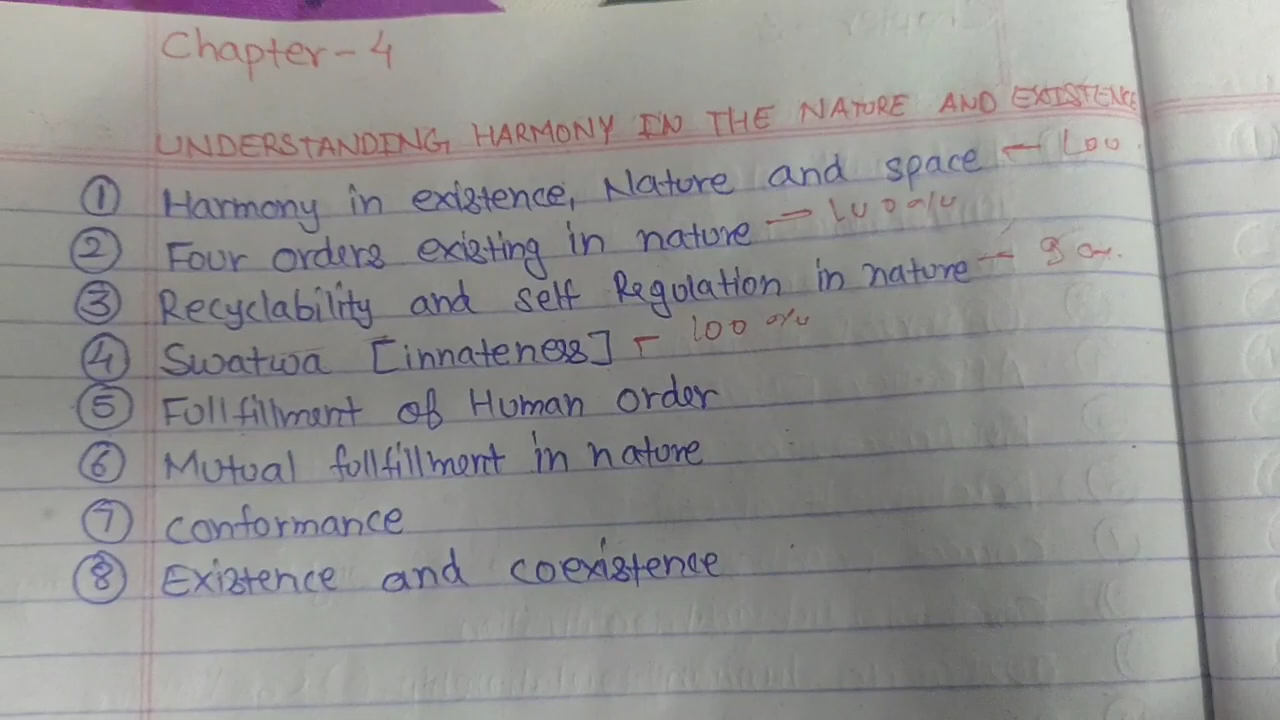 Chapter-4
UNDERSTANDING HARMONY IN THE NATURE AND EXISTENCE
① Harmony in existence, Nature and space - 100
② Four orders existing in nature - 100%
③ Recyclability and self Regulation in nature -
④ Swatwa [innateness] - 100%
⑤ Fullfillment of Human order
⑥ Mutual fullfillment in nature
⑦ conformance
⑧ Existence and coexistence